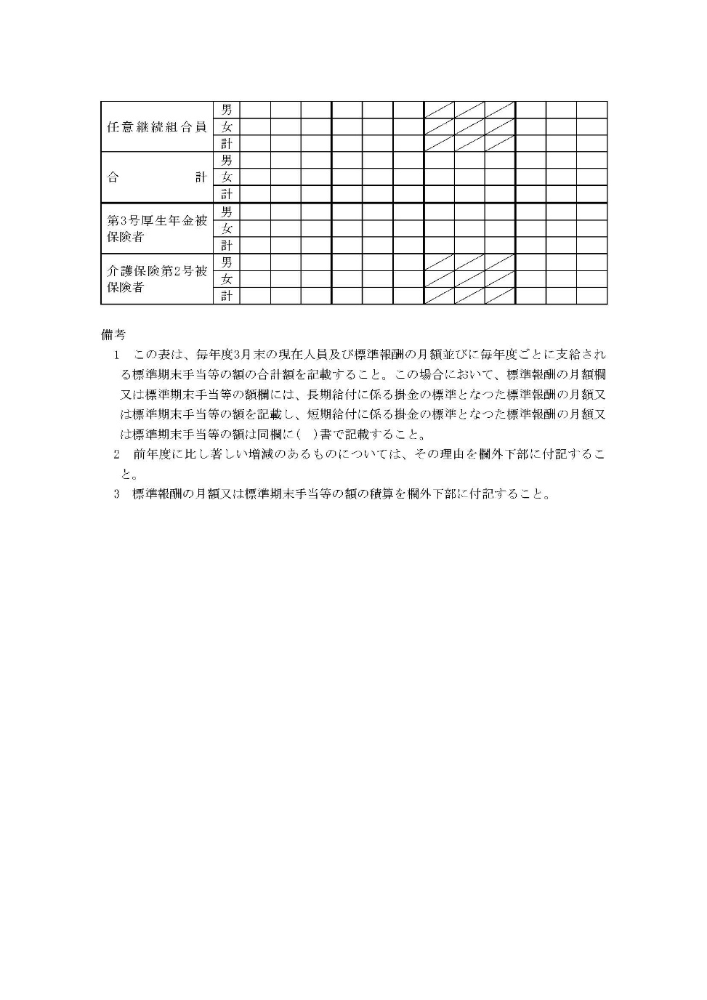 男
任意継続組合員 女
計
男
合 計 女
計
男
第3号厚生年金被
保険者
女
計
男
介護保険第2号被
保険者
女
計
備考
1 この表は、毎年度3月末の現在人員及び標準報酬の月額並びに毎年度ごとに支給され
る標準期末手当等の額の合計額を記載すること。この場合において、標準報酬の月額欄
又は標準期末手当等の額欄には、長期給付に係る掛金の標準となつた標準報酬の月額又
は標準期末手当等の額を記載し、短期給付に係る掛金の標準となつた標準報酬の月額又
は標準期末手当等の額は同欄に( )書で記載すること。
2 前年度に比し著しい増減のあるものについては、その理由を欄外下部に付記するこ
と。
3 標準報酬の月額又は標準期末手当等の額の積算を欄外下部に付記すること。